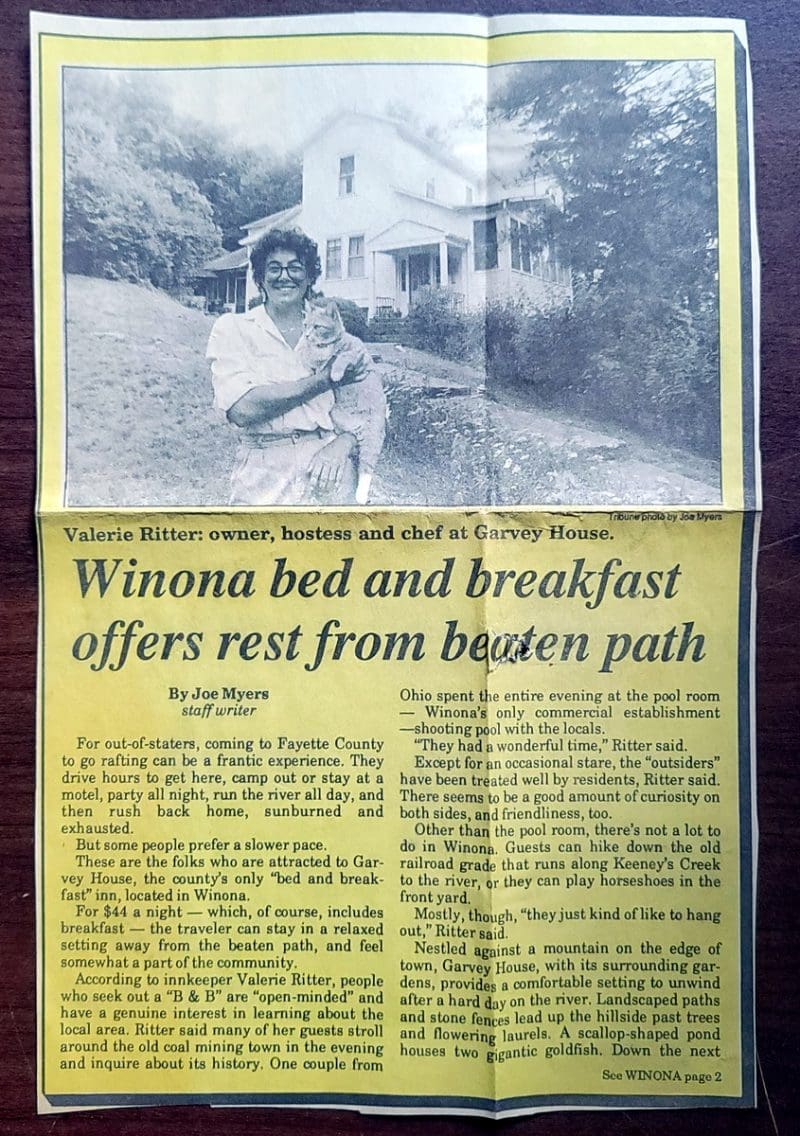 Tribune photo by Joe Myers
Valerie Ritter: owner, hostess and chef at Garvey House.
Winona bed and breakfast
offers rest from beaten path
By Joe Myers
staff writer
For out-of-staters, coming to Fayette County
to go rafting can be a frantic experience. They
drive hours to get here, camp out or stay at a
motel, party all night, run the river all day, and
then rush back home, sunburned and
exhausted.
But some people prefer a slower pace.
These are the folks who are attracted to Gar-
vey House, the county's only "bed and break-
fast" inn, located in Winona.
For $44 a night — which, of course, includes
breakfast — the traveler can stay in a relaxed
setting away from the beaten path, and feel
somewhat a part of the community.
According to innkeeper Valerie Ritter, people
who seek out a "B & B" are "open-minded" and
have a genuine interest in learning about the
local area. Ritter said many of her guests stroll
around the old coal mining town in the evening
and inquire about its history. One couple from
Ohio spent the entire evening at the pool room
— Winona's only commercial establishment
—shooting pool with the locals.
"They had a wonderful time," Ritter said.
Except for an occasional stare, the "outsiders"
have been treated well by residents, Ritter said.
There seems to be a good amount of curiosity on
both sides, and friendliness, too.
Other than the pool room, there's not a lot to
do in Winona. Guests can hike down the old
railroad grade that runs along Keeney's Creek
to the river, or they can play horseshoes in the
front yard.
Mostly, though, "they just kind of like to hang
out," Ritter said.
Nestled against a mountain on the edge of
town, Garvey House, with its surrounding gar-
dens, provides a comfortable setting to unwind
after a hard day on the river. Landscaped paths
and stone fences lead up the hillside past trees
and flowering laurels. A scallop-shaped pond
houses two gigantic goldfish. Down the next
See WINONA page 2